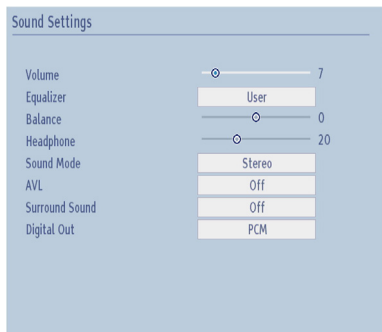 Sound Settings
Volume 7
Equalizer User
Balance 0
Headphone 20
Sound Mode Stereo
AVL Off
Surround Sound Off
Digital Out PCM